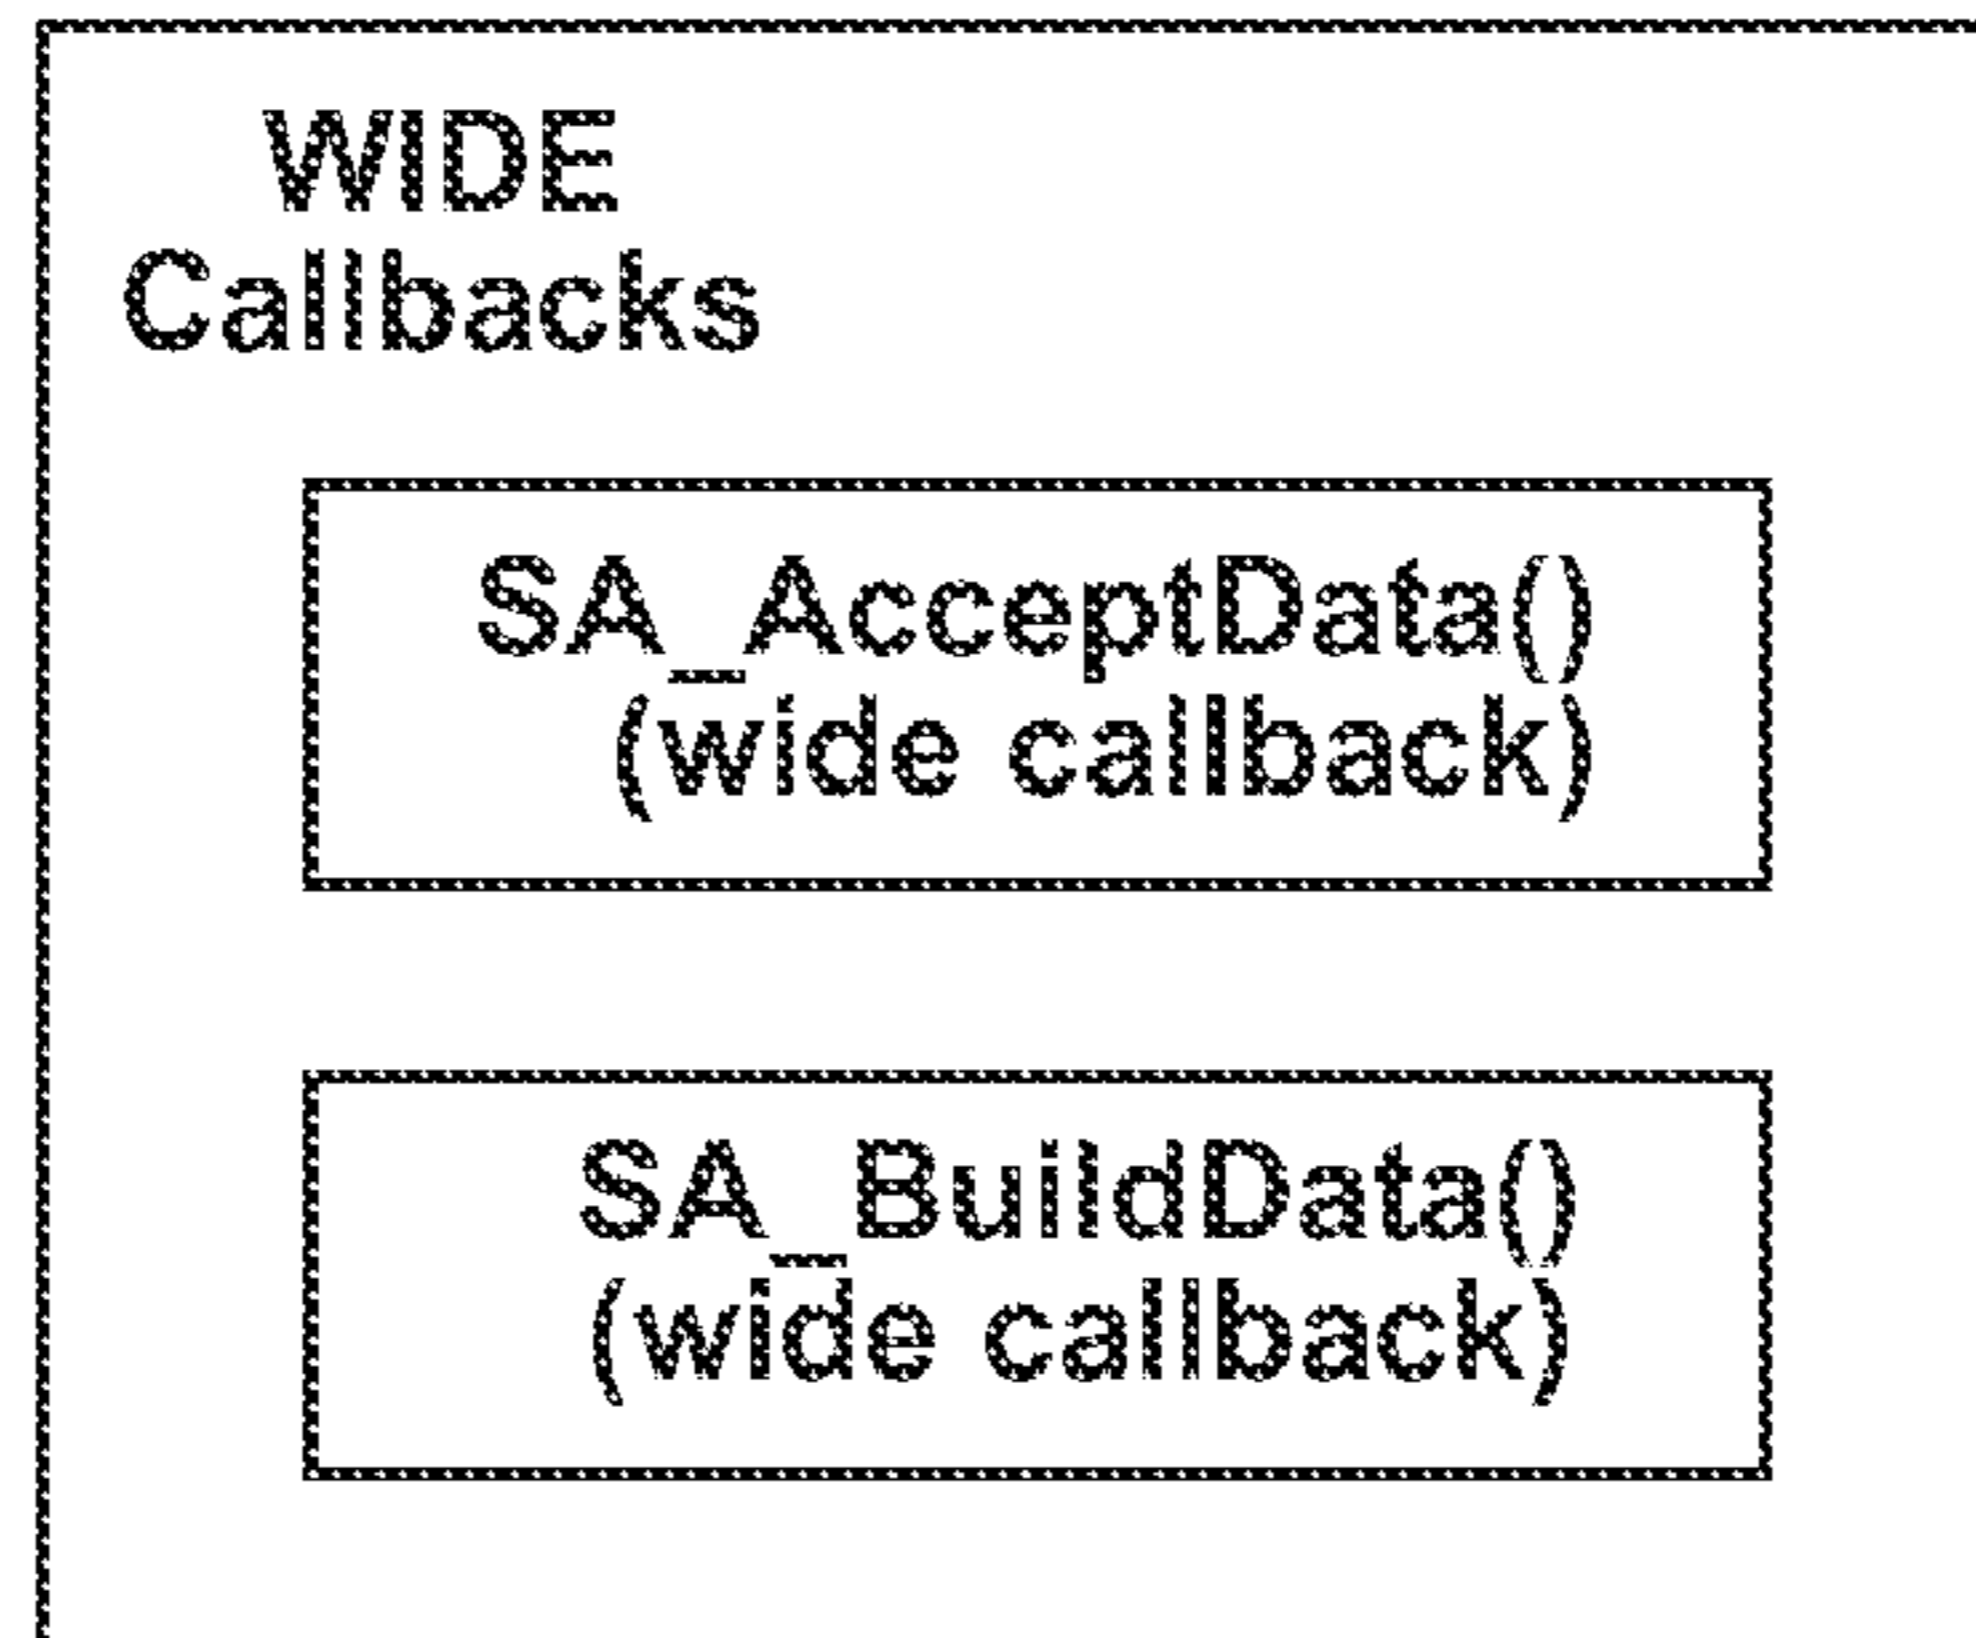 WIDE
Callbacks
SA_AcceptData()
(wide callback)
SA_BuildData()
(wide callback)